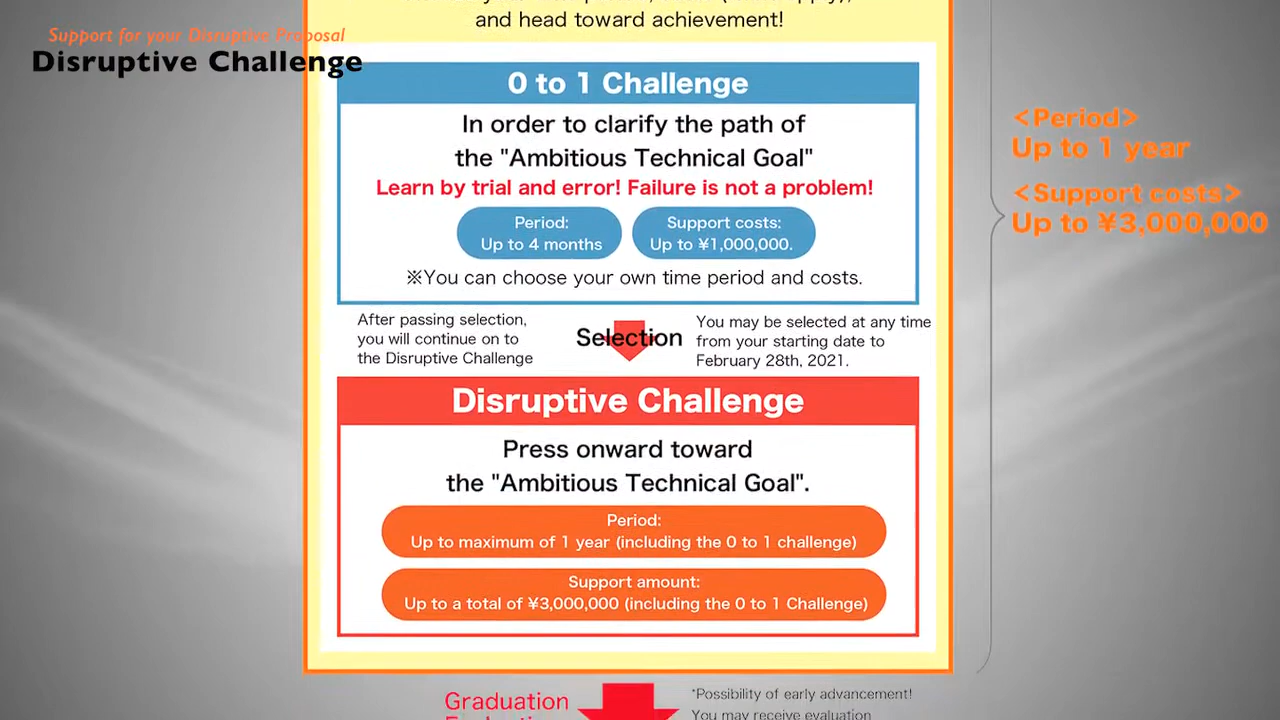 and head toward achievement!
Support for your Disruptive Proposal
Disruptive Challenge
0 to 1 Challenge
In order to clarify the path of
the "Ambitious Technical Goal"
Learn by trial and error! Failure is not a problem!
Period:
Up to 4 months
Support costs:
Up to ¥1,000,000.
※You can choose your own time period and costs.
After passing selection,
you will continue on to
the Disruptive Challenge
Selection
You may be selected at any time
from your starting date to
February 28th, 2021.
Disruptive Challenge
Press onward toward
the "Ambitious Technical Goal".
Period:
Up to maximum of 1 year (including the 0 to 1 challenge)
Support amount:
Up to a total of ¥3,000,000 (including the 0 to 1 Challenge)
<Period>
Up to 1 year
<Support costs>
Up to ¥3,000,000
Graduation
*Possibility of early advancement!
You may receive evaluation